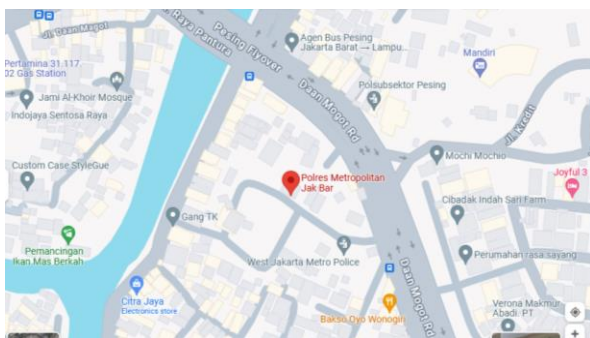 Jl. Daan Mogot
Raya Pantura
Pesing Flyover
Agen Bus Pesing
Jakarta Barat → Lampu...
Mandiri
Pertamina 31.117.
02 Gas Station
Daan Mogot Rd
Polsubsektor Pesing
Jami Al-Khoir Mosque
Indojaya Sentosa Raya
Jl. Kredit
Mochi Mochio
Custom Case StyleGue
Polres Metropolitan
Jak Bar
Joyful 3
Cibadak Indah Sari Farm
Gang TK
Pemancingan
Ikan Mas Berkah
West Jakarta Metro Police
Perumahan rasa sayang
Daan Mogot Rd
Citra Jaya
Electronics store
Bakso Dyo Wonogiri
Verona Makmur
Abadi. PT